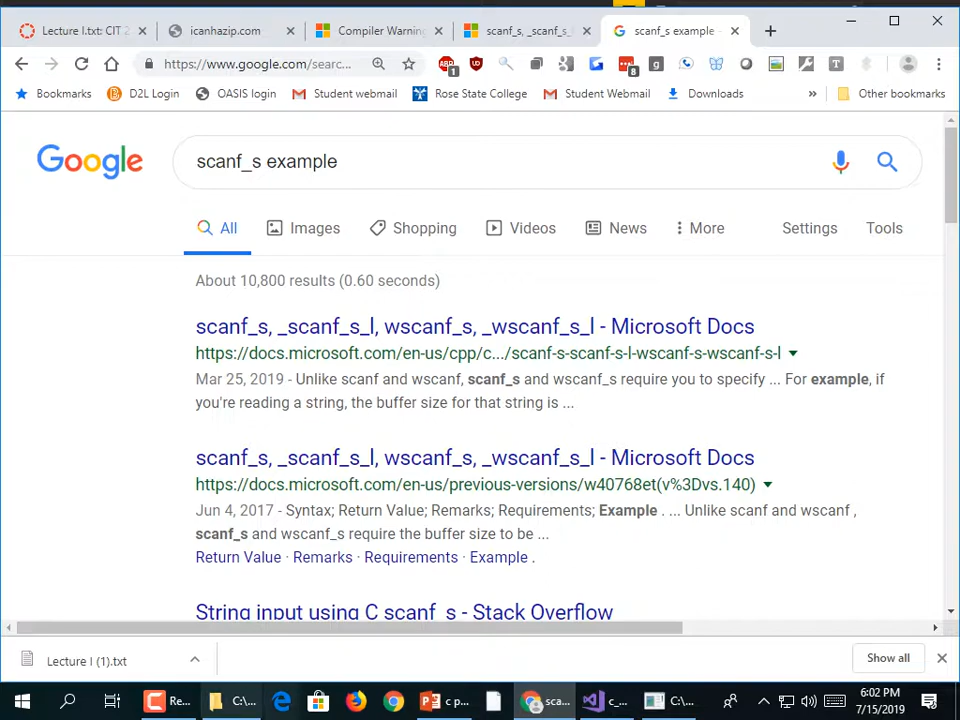 Lecture I.txt: CIT 2
icanhazip.com
Compiler Warning
scanf_s, _scanf_s_
scanf_s example -
https://www.google.com/searc...
1
8
g
T
Bookmarks
D2L Login
OASIS login
Student webmail
Rose State College
Student Webmail
Downloads
»
Other bookmarks
Google
scanf_s example
All
Images
Shopping
Videos
News
More
Settings
Tools
About 10,800 results (0.60 seconds)
scanf_s, _scanf_s_l, wscanf_s, _wscanf_s_l - Microsoft Docs
https://docs.microsoft.com/en-us/cpp/c.../scanf-s-scanf-s-l-wscanf-s-wscanf-s-l
Mar 25, 2019 - Unlike scanf and wscanf, scanf_s and wscanf_s require you to specify ... For example, if
you're reading a string, the buffer size for that string is ...
scanf_s, _scanf_s_l, wscanf_s, _wscanf_s_l - Microsoft Docs
https://docs.microsoft.com/en-us/previous-versions/w40768et(v%3Dvs.140)
Jun 4, 2017 - Syntax; Return Value; Remarks; Requirements; Example . ... Unlike scanf and wscanf ,
scanf_s and wscanf_s require the buffer size to be ...
Return Value · Remarks · Requirements · Example .
String input using C scanf_s - Stack Overflow
Lecture I (1).txt
Show all
Re...
C:\...
c p...
sca...
c_...
C:\...
6:02 PM
7/15/2019